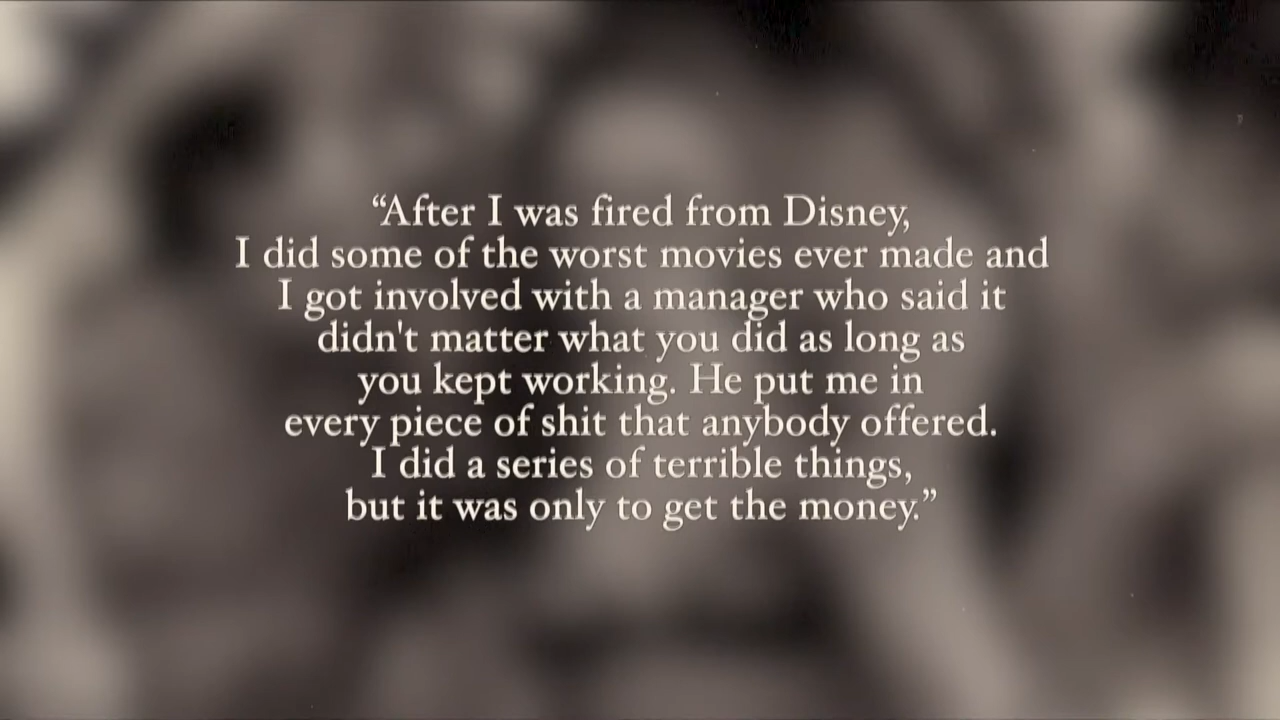 “After I was fired from Disney,
I did some of the worst movies ever made and
I got involved with a manager who said it
didn't matter what you did as long as
you kept working. He put me in
every piece of shit that anybody offered.
I did a series of terrible things,
but it was only to get the money.”